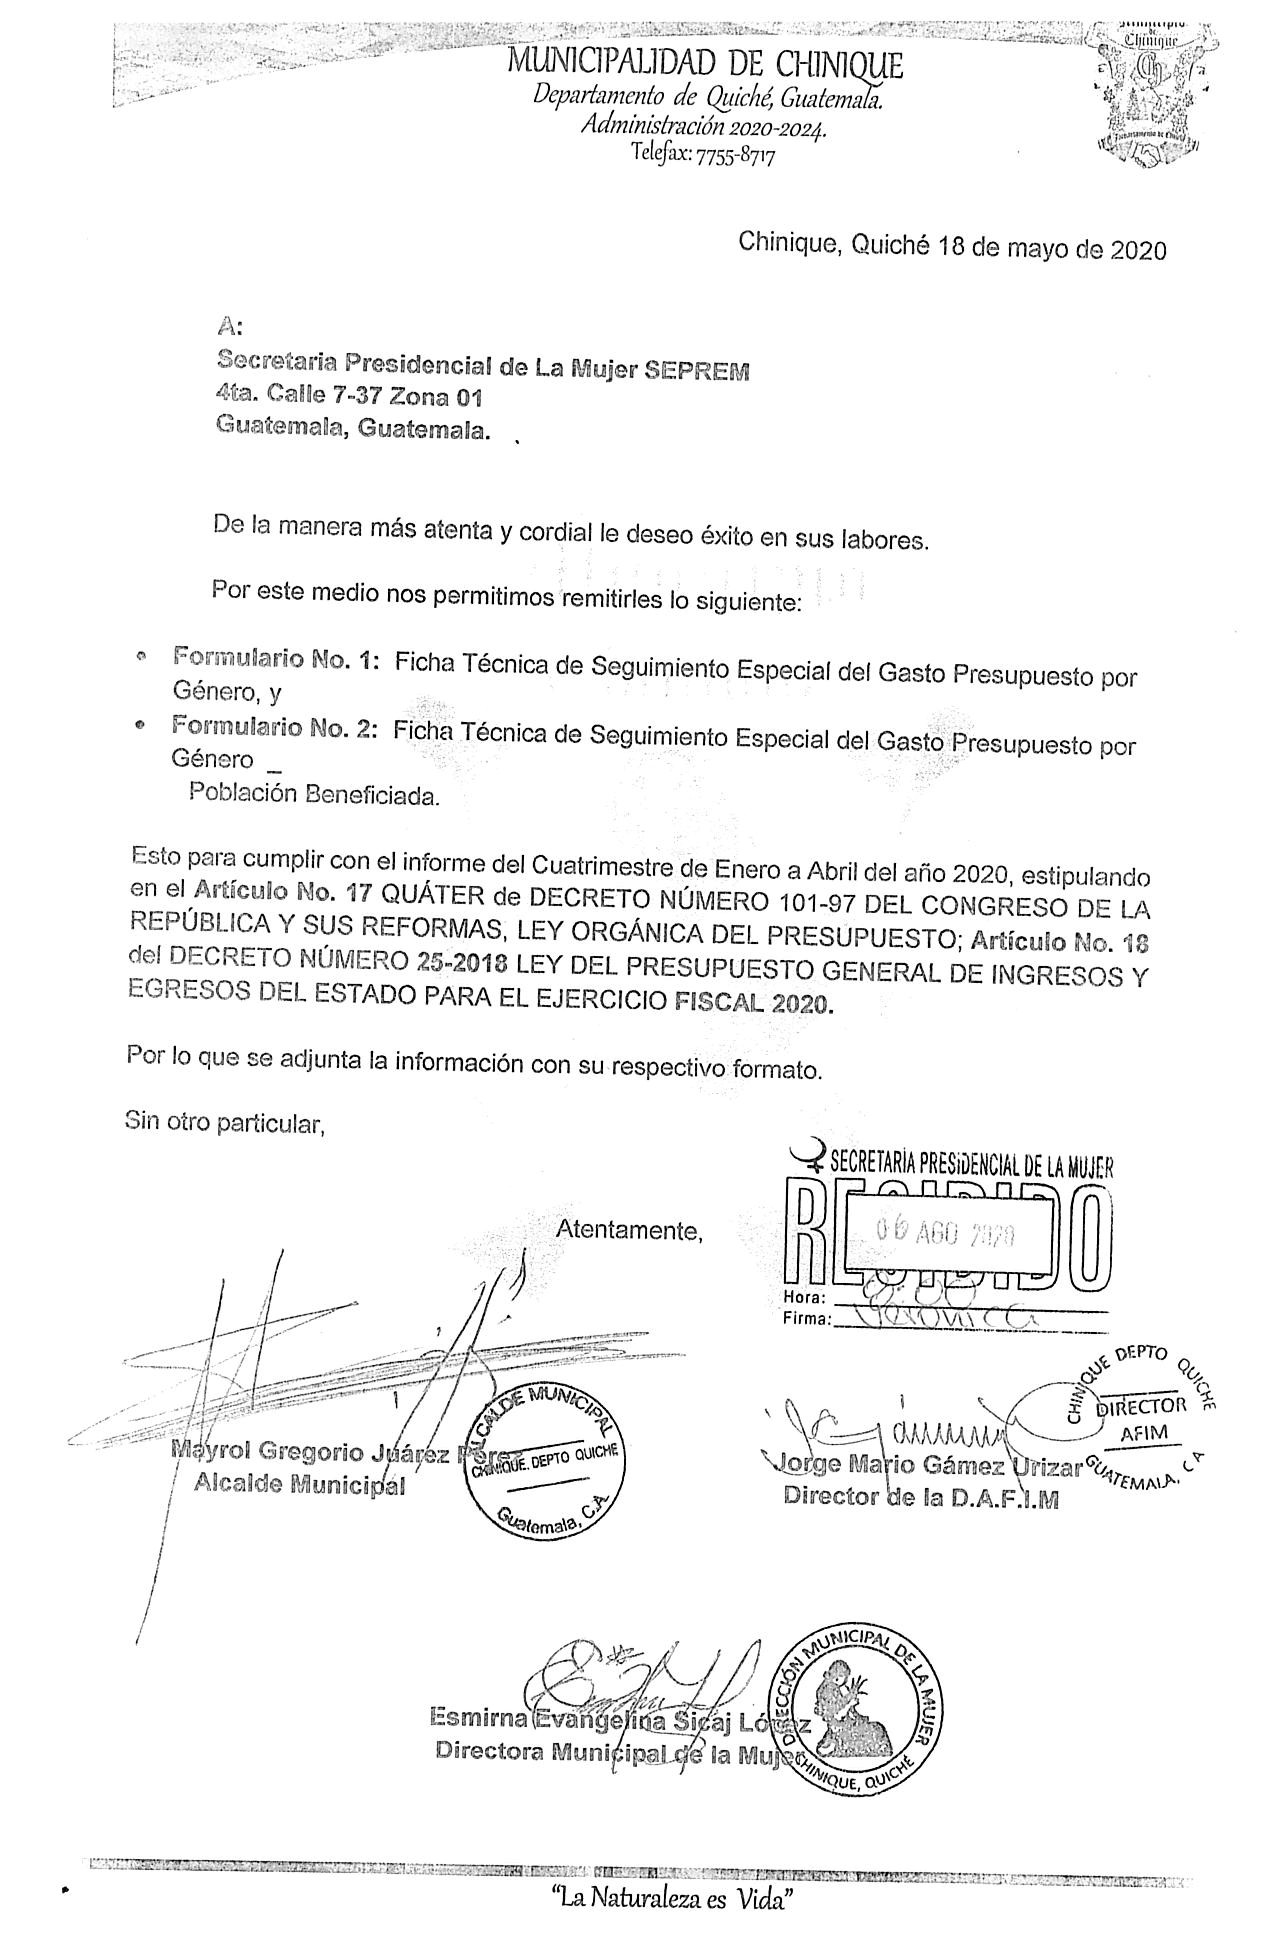 MUNICIPALIDAD DE CHINIQUE
Departamento de Quiché, Guatemala.
Administración 2020-2024.
Telefax: 7755-8717
Municipio
de
Chinique
Departamento de
Chinique, Quiché 18 de mayo de 2020
A:
Secretaria Presidencial de La Mujer SEPREM
4ta. Calle 7-37 Zona 01
Guatemala, Guatemala.
De la manera más atenta y cordial le deseo éxito en sus labores.
Por este medio nos permitimos remitirles lo siguiente:
• Formulario No. 1: Ficha Técnica de Seguimiento Especial del Gasto Presupuesto por
Género, y
• Formulario No. 2: Ficha Técnica de Seguimiento Especial del Gasto Presupuesto por
Género _
Población Beneficiada.
Esto para cumplir con el informe del Cuatrimestre de Enero a Abril del año 2020, estipulando
en el Artículo No. 17 QUÁTER de DECRETO NÚMERO 101-97 DEL CONGRESO DE LA
REPÚBLICA Y SUS REFORMAS, LEY ORGÁNICA DEL PRESUPUESTO; Artículo No. 18
del DECRETO NÚMERO 25-2018 LEY DEL PRESUPUESTO GENERAL DE INGRESOS Y
EGRESOS DEL ESTADO PARA EL EJERCICIO FISCAL 2020.
Por lo que se adjunta la información con su respectivo formato.
Sin otro particular,
Atentamente,
SECRETARÍA PRESIDENCIAL DE LA MUJER
RECIBIDO
06 AGO 2020
Hora: 9:00
Firma: Veronica
Mayrol Gregorio Juárez Pérez
Alcalde Municipal
ALCALDE MUNICIPAL
CHINIQUE. DEPTO QUICHE
Guatemala, C.A.
Jorge Mario Gámez Urizar
Director de la D.A.F.I.M
CHINIQUE DEPTO QUICHE
DIRECTOR
AFIM
GUATEMALA, C A
Esmirna Evangelina Sicaj López
Directora Municipal de la Mujer
DIRECCIÓN MUNICIPAL DE LA MUJER
CHINIQUE, QUICHÉ
“La Naturaleza es Vida”